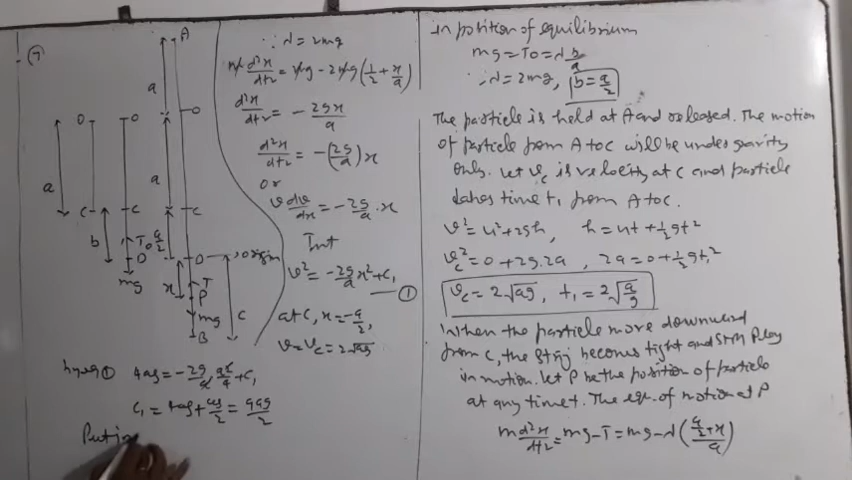 (7)
A
a
O O O
a a
C C C
b
T₀ a/2
O O origin
mg
x T
P C
mg
B
in position of equilibrium
mg = T₀ = λ b/a
∵ λ = 2mg, b = a/2
The particle is held at A and released. The motion
of particle from A to C will be under gravity
only. Let v_c is velocity at C and particle
takes time t₁ from A to C.
v² = u² + 2gh, h = ut + ½gt²
v_c² = 0 + 2g.2a, 2a = 0 + ½gt₁²
v_c = 2√ag, t₁ = 2√(a/g)
When the particle move downward
from C, the string becomes tight and
in motion. Let P be the position of particle
at any time t. The eqn. of motion at P
m d²x/dt² = mg - T = mg - λ((a/2 + x)/a)
∵ λ = 2mg
m d²x/dt² = mg - 2mg(1/2 + x/a)
d²x/dt² = - 2gx/a
d²x/dt² = -(2g/a)x
or
v dv/dx = -2g/a . x
Int
v² = -2g/a x² + C₁ — (1)
at C, x = -a/2,
v = v_c = 2√ag
by eq (1) 4ag = -2g/a a²/4 + C₁
C₁ = 4ag + ag/2 = 9ag/2
Put in